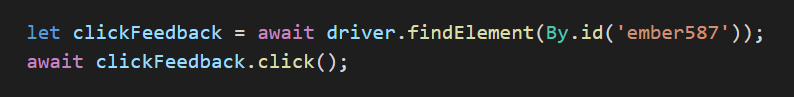 let clickFeedback = await driver.findElement(By.id('ember587'));
await clickFeedback.click();